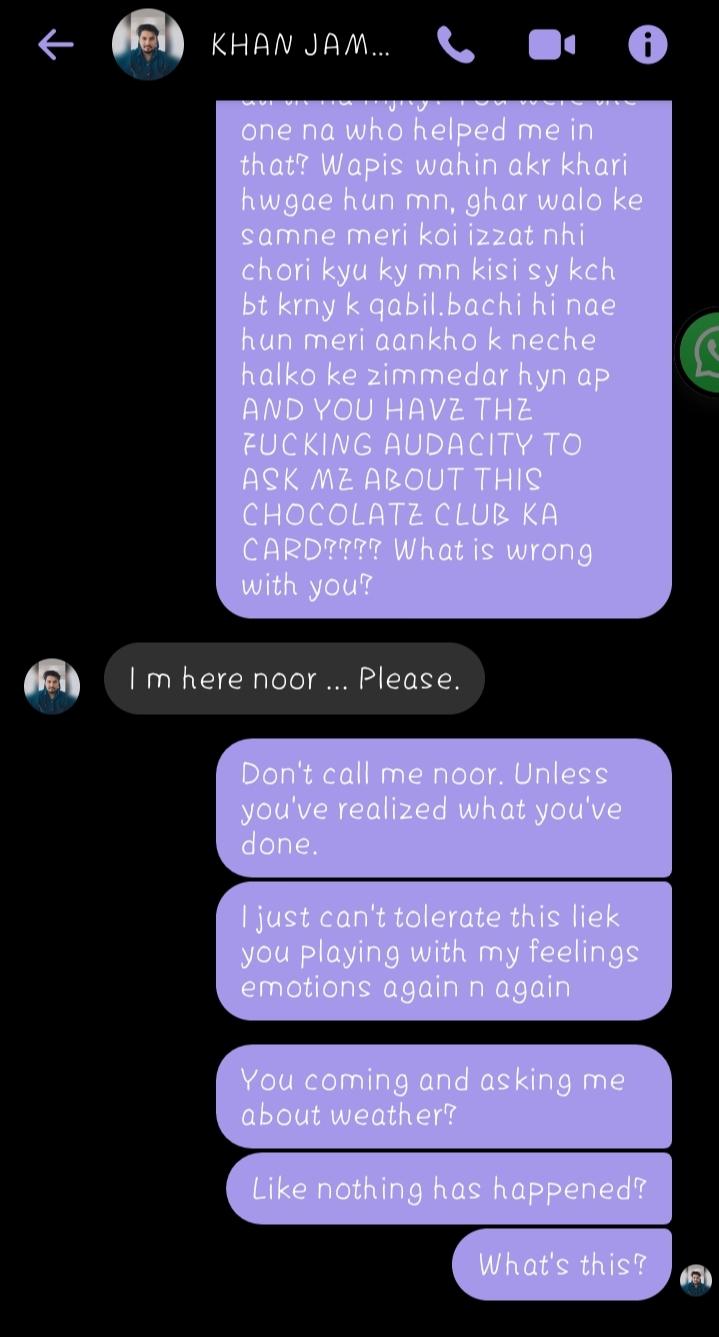 KHAN JAM...
one na who helped me in
that? Wapis wahin akr khari
hwgae hun mn, ghar walo ke
samne meri koi izzat nhi
chori kyu ky mn kisi sy kch
bt krny k qabil.bachi hi nae
hun meri aankho k neche
halko ke zimmedar hyn ap
AND YOU HAVE THE
FUCKING AUDACITY TO
ASK ME ABOUT THIS
CHOCOLATE CLUB KA
CARD???? What is wrong
with you?
I m here noor ... Please.
Don't call me noor. Unless
you've realized what you've
done.
I just can't tolerate this liek
you playing with my feelings
emotions again n again
You coming and asking me
about weather?
Like nothing has happened?
What's this?